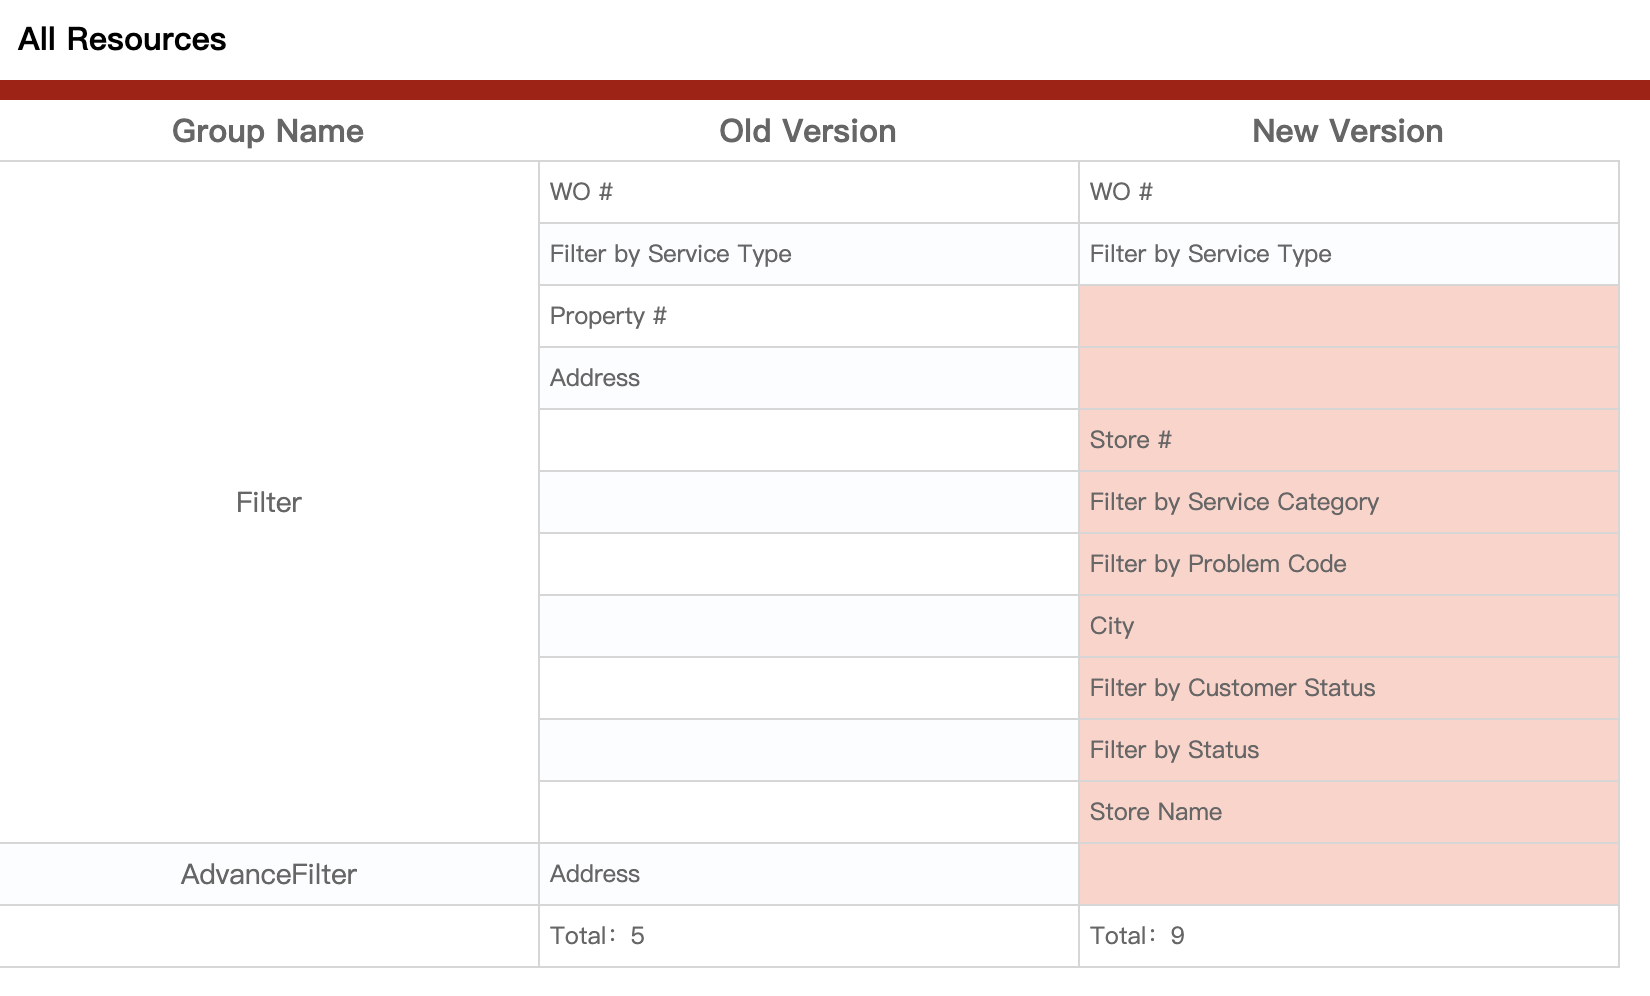 All Resources
Group Name Old Version New Version
WO # WO #
Filter by Service Type Filter by Service Type
Property #
Address
Store #
Filter Filter by Service Category
Filter by Problem Code
City
Filter by Customer Status
Filter by Status
Store Name
AdvanceFilter Address
Total：5 Total：9